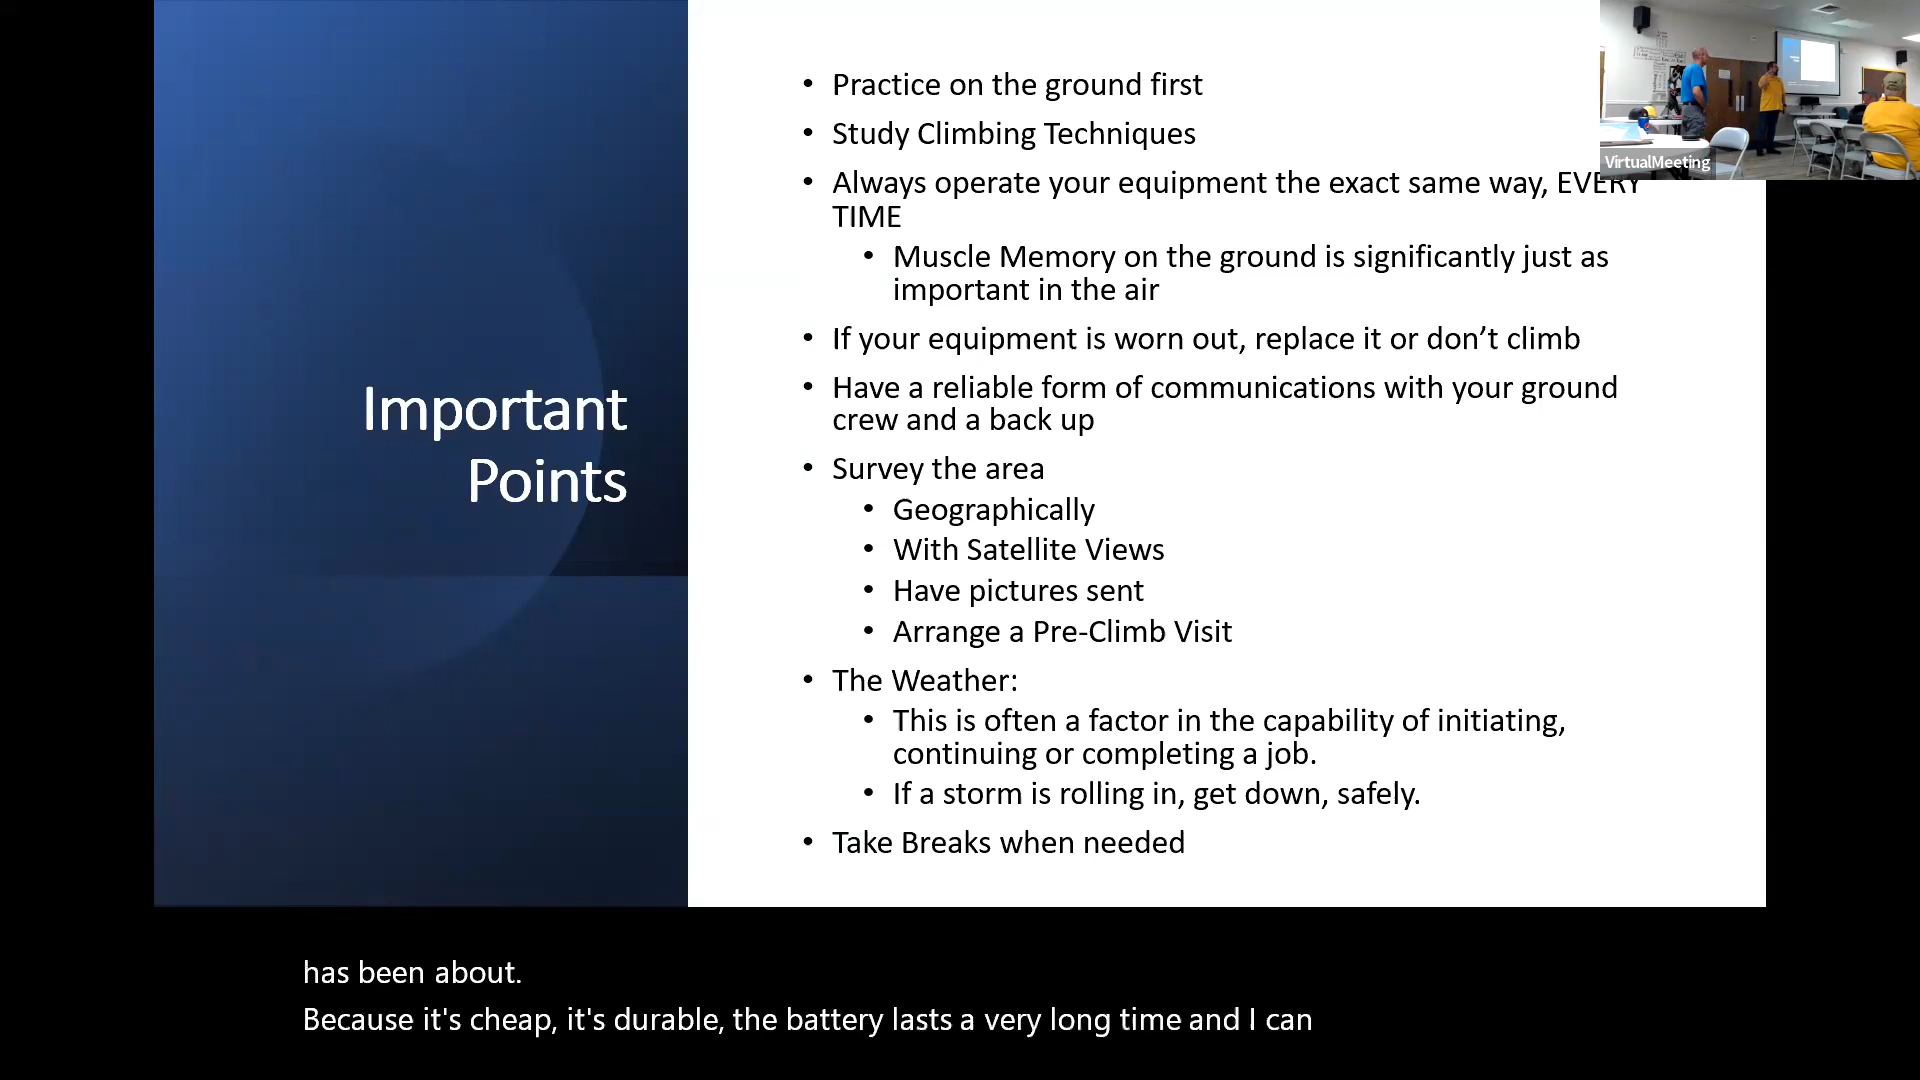 Important
Points
• Practice on the ground first
• Study Climbing Techniques
• Always operate your equipment the exact same way, EVERY
TIME
• Muscle Memory on the ground is significantly just as
important in the air
• If your equipment is worn out, replace it or don’t climb
• Have a reliable form of communications with your ground
crew and a back up
• Survey the area
• Geographically
• With Satellite Views
• Have pictures sent
• Arrange a Pre-Climb Visit
• The Weather:
• This is often a factor in the capability of initiating,
continuing or completing a job.
• If a storm is rolling in, get down, safely.
• Take Breaks when needed
VirtualMeeting
has been about.
Because it's cheap, it's durable, the battery lasts a very long time and I can